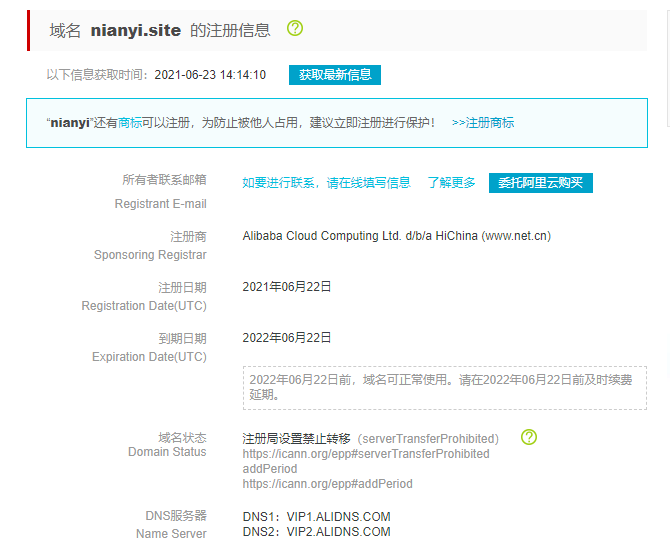 域名 nianyi.site 的注册信息
以下信息获取时间：2021-06-23 14:14:10 获取最新信息
“nianyi”还有商标可以注册，为防止被他人占用，建议立即注册进行保护！ >>注册商标
所有者联系邮箱
Registrant E-mail
如要进行联系，请在线填写信息 了解更多 委托阿里云购买
注册商
Sponsoring Registrar
Alibaba Cloud Computing Ltd. d/b/a HiChina (www.net.cn)
注册日期
Registration Date(UTC)
2021年06月22日
到期日期
Expiration Date(UTC)
2022年06月22日
2022年06月22日前，域名可正常使用。请在2022年06月22日前及时续费
延期。
域名状态
Domain Status
注册局设置禁止转移（serverTransferProhibited）
https://icann.org/epp#serverTransferProhibited
addPeriod
https://icann.org/epp#addPeriod
DNS服务器
Name Server
DNS1：VIP1.ALIDNS.COM
DNS2：VIP2.ALIDNS.COM